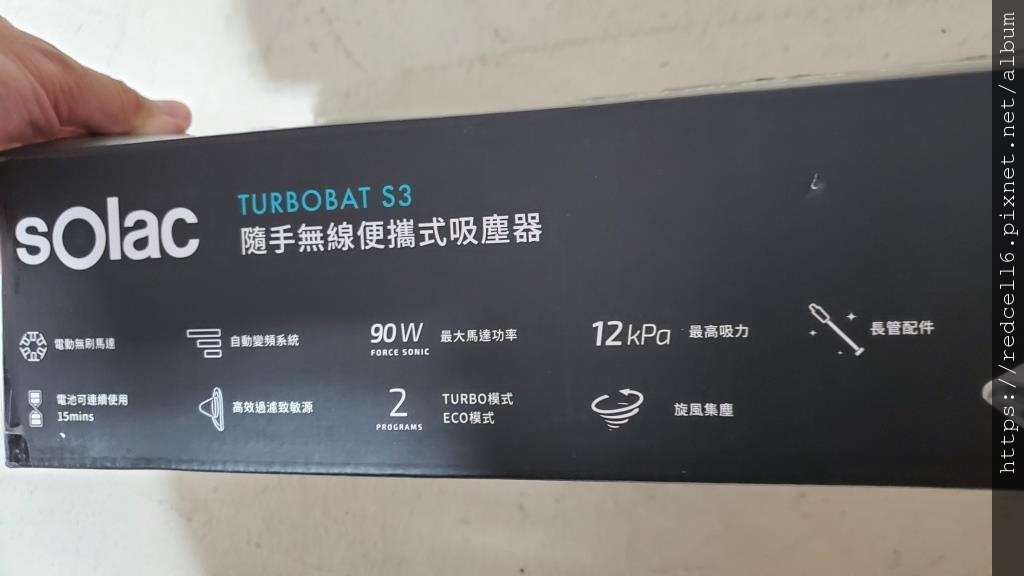 solac
TURBOBAT S3
隨手無線便攜式吸塵器
電動無刷馬達
自動變頻系統
90W
FORCE SONIC
最大馬達功率
12kPa
最高吸力
長管配件
電池可連續使用
15mins
高效過濾致敏源
2
PROGRAMS
TURBO模式
ECO模式
旋風集塵
https://redcell6.pixnet.net/album